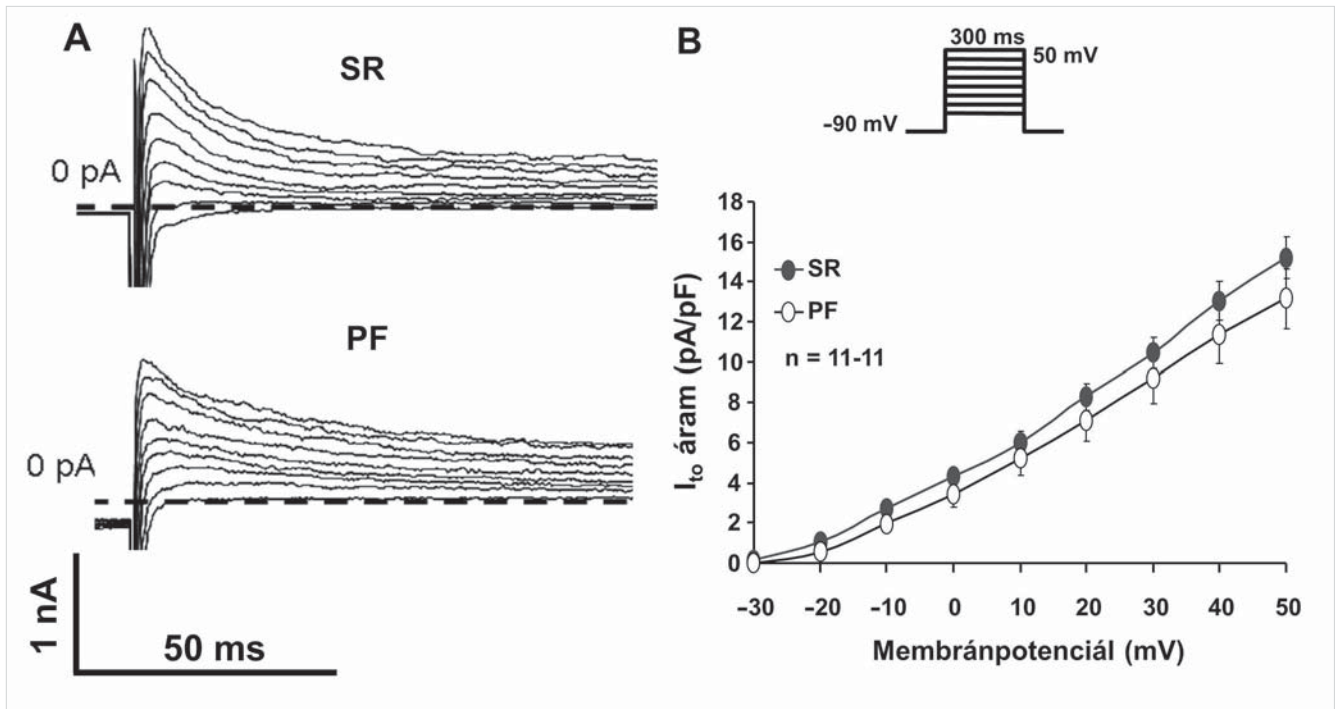 A
SR
0 pA
PF
0 pA
1 nA
50 ms
B
300 ms
50 mV
–90 mV
18
16
14
12
10
8
6
4
2
0
Ito áram (pA/pF)
SR
PF
n = 11-11
–30 –20 –10 0 10 20 30 40 50
Membránpotenciál (mV)